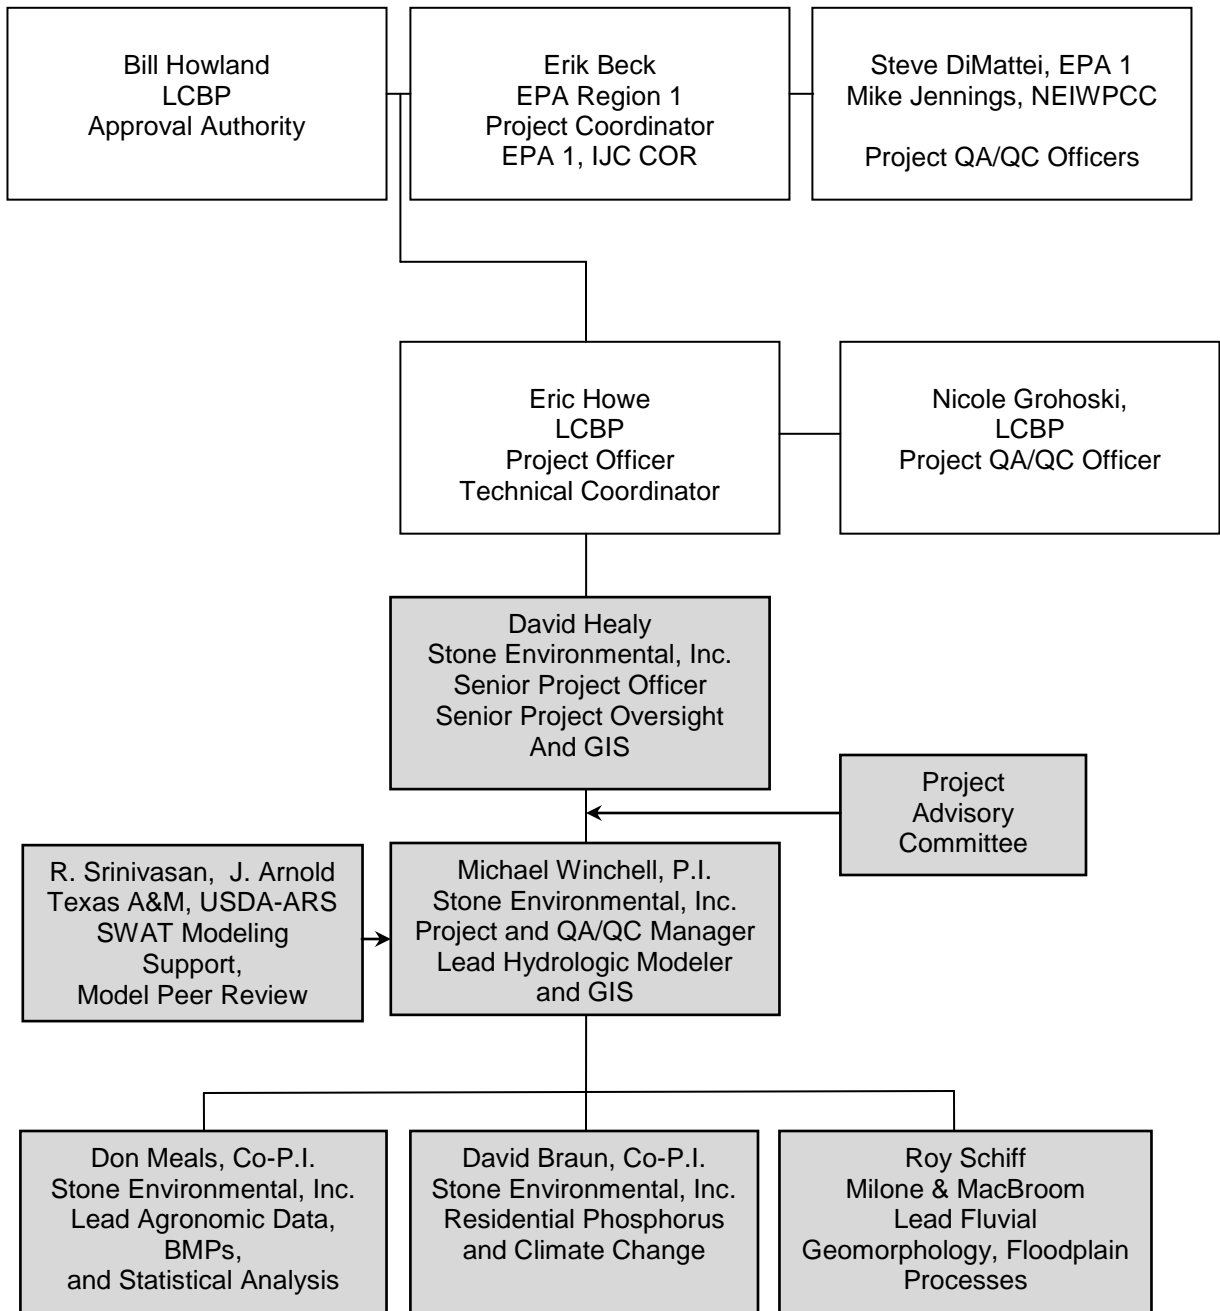 Bill Howland
LCBP
Approval Authority
Erik Beck
EPA Region 1
Project Coordinator
EPA 1, IJC COR
Steve DiMattei, EPA 1
Mike Jennings, NEIWPCC
Project QA/QC Officers
Eric Howe
LCBP
Project Officer
Technical Coordinator
Nicole Grohoski,
LCBP
Project QA/QC Officer
David Healy
Stone Environmental, Inc.
Senior Project Officer
Senior Project Oversight
And GIS
Project
Advisory
Committee
R. Srinivasan, J. Arnold
Texas A&M, USDA-ARS
SWAT Modeling
Support,
Model Peer Review
Michael Winchell, P.I.
Stone Environmental, Inc.
Project and QA/QC Manager
Lead Hydrologic Modeler
and GIS
Don Meals, Co-P.I.
Stone Environmental, Inc.
Lead Agronomic Data,
BMPs,
and Statistical Analysis
David Braun, Co-P.I.
Stone Environmental, Inc.
Residential Phosphorus
and Climate Change
Roy Schiff
Milone & MacBroom
Lead Fluvial
Geomorphology, Floodplain
Processes